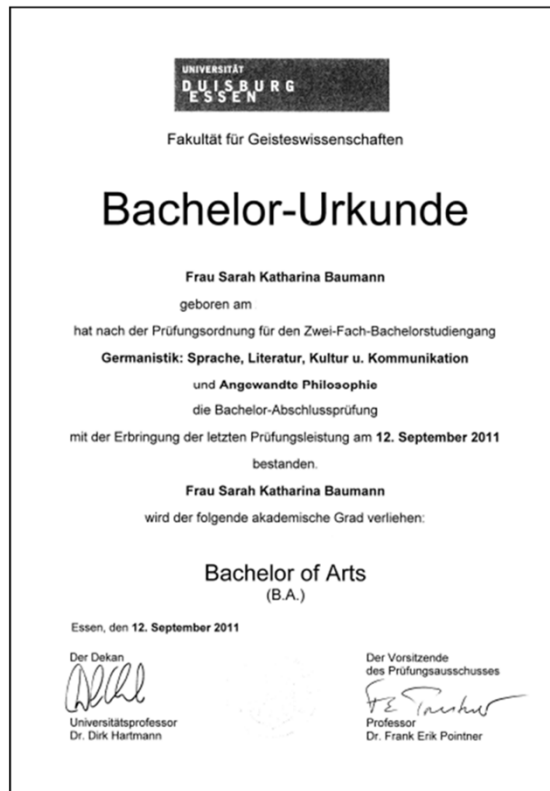 UNIVERSITÄT
DUISBURG
ESSEN
Fakultät für Geisteswissenschaften
Bachelor-Urkunde
Frau Sarah Katharina Baumann
geboren am
hat nach der Prüfungsordnung für den Zwei-Fach-Bachelorstudiengang
Germanistik: Sprache, Literatur, Kultur u. Kommunikation
und Angewandte Philosophie
die Bachelor-Abschlussprüfung
mit der Erbringung der letzten Prüfungsleistung am 12. September 2011
bestanden.
Frau Sarah Katharina Baumann
wird der folgende akademische Grad verliehen:
Bachelor of Arts
(B.A.)
Essen, den 12. September 2011
Der Dekan
Universitätsprofessor
Dr. Dirk Hartmann
Der Vorsitzende
des Prüfungsausschusses
Professor
Dr. Frank Erik Pointner